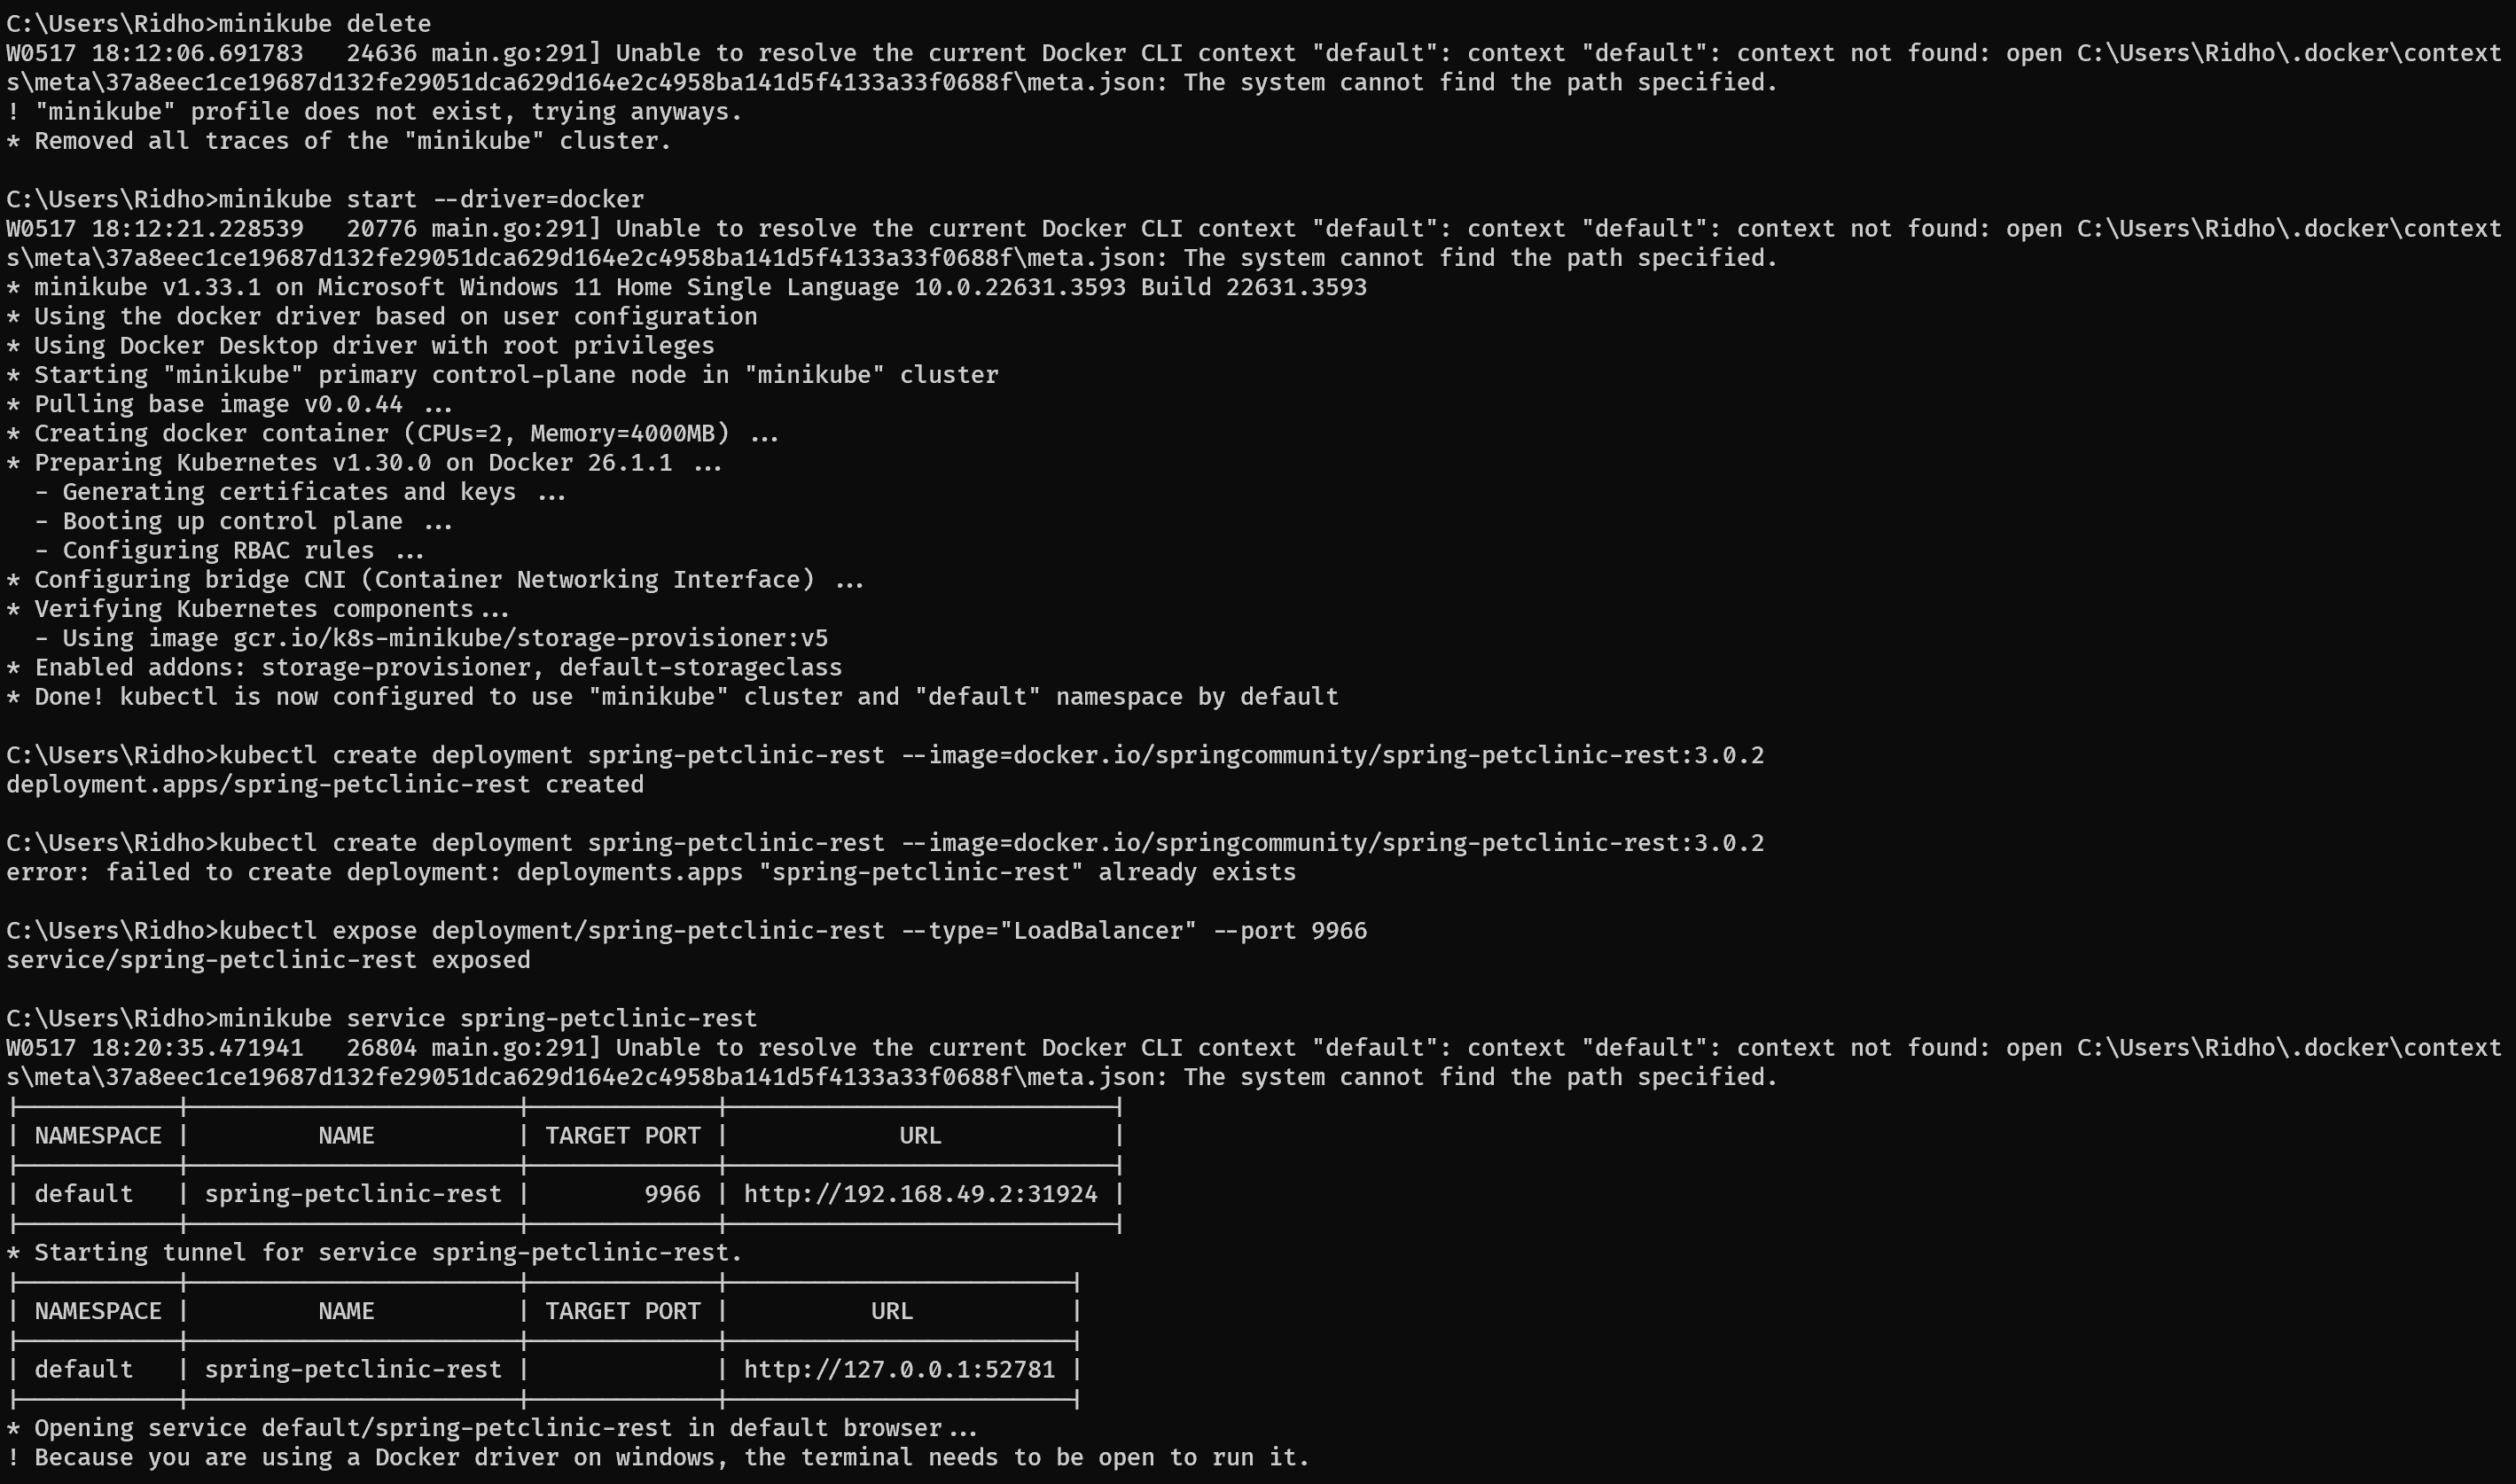 C:\Users\Ridho>minikube delete
W0517 18:12:06.691783   24636 main.go:291] Unable to resolve the current Docker CLI context "default": context "default": context not found: open C:\Users\Ridho\.docker\context
s\meta\37a8eec1ce19687d132fe29051dca629d164e2c4958ba141d5f4133a33f0688f\meta.json: The system cannot find the path specified.
! "minikube" profile does not exist, trying anyways.
* Removed all traces of the "minikube" cluster.

C:\Users\Ridho>minikube start --driver=docker
W0517 18:12:21.228539   20776 main.go:291] Unable to resolve the current Docker CLI context "default": context "default": context not found: open C:\Users\Ridho\.docker\context
s\meta\37a8eec1ce19687d132fe29051dca629d164e2c4958ba141d5f4133a33f0688f\meta.json: The system cannot find the path specified.
* minikube v1.33.1 on Microsoft Windows 11 Home Single Language 10.0.22631.3593 Build 22631.3593
* Using the docker driver based on user configuration
* Using Docker Desktop driver with root privileges
* Starting "minikube" primary control-plane node in "minikube" cluster
* Pulling base image v0.0.44 ...
* Creating docker container (CPUs=2, Memory=4000MB) ...
* Preparing Kubernetes v1.30.0 on Docker 26.1.1 ...
  - Generating certificates and keys ...
  - Booting up control plane ...
  - Configuring RBAC rules ...
* Configuring bridge CNI (Container Networking Interface) ...
* Verifying Kubernetes components...
  - Using image gcr.io/k8s-minikube/storage-provisioner:v5
* Enabled addons: storage-provisioner, default-storageclass
* Done! kubectl is now configured to use "minikube" cluster and "default" namespace by default

C:\Users\Ridho>kubectl create deployment spring-petclinic-rest --image=docker.io/springcommunity/spring-petclinic-rest:3.0.2
deployment.apps/spring-petclinic-rest created

C:\Users\Ridho>kubectl create deployment spring-petclinic-rest --image=docker.io/springcommunity/spring-petclinic-rest:3.0.2
error: failed to create deployment: deployments.apps "spring-petclinic-rest" already exists

C:\Users\Ridho>kubectl expose deployment/spring-petclinic-rest --type="LoadBalancer" --port 9966
service/spring-petclinic-rest exposed

C:\Users\Ridho>minikube service spring-petclinic-rest
W0517 18:20:35.471941   26804 main.go:291] Unable to resolve the current Docker CLI context "default": context "default": context not found: open C:\Users\Ridho\.docker\context
s\meta\37a8eec1ce19687d132fe29051dca629d164e2c4958ba141d5f4133a33f0688f\meta.json: The system cannot find the path specified.
|-----------|-----------------------|-------------|---------------------------|
| NAMESPACE |         NAME          | TARGET PORT |            URL            |
|-----------|-----------------------|-------------|---------------------------|
| default   | spring-petclinic-rest |        9966 | http://192.168.49.2:31924 |
|-----------|-----------------------|-------------|---------------------------|
* Starting tunnel for service spring-petclinic-rest.
|-----------|-----------------------|-------------|------------------------|
| NAMESPACE |         NAME          | TARGET PORT |          URL           |
|-----------|-----------------------|-------------|------------------------|
| default   | spring-petclinic-rest |             | http://127.0.0.1:52781 |
|-----------|-----------------------|-------------|------------------------|
* Opening service default/spring-petclinic-rest in default browser...
! Because you are using a Docker driver on windows, the terminal needs to be open to run it.